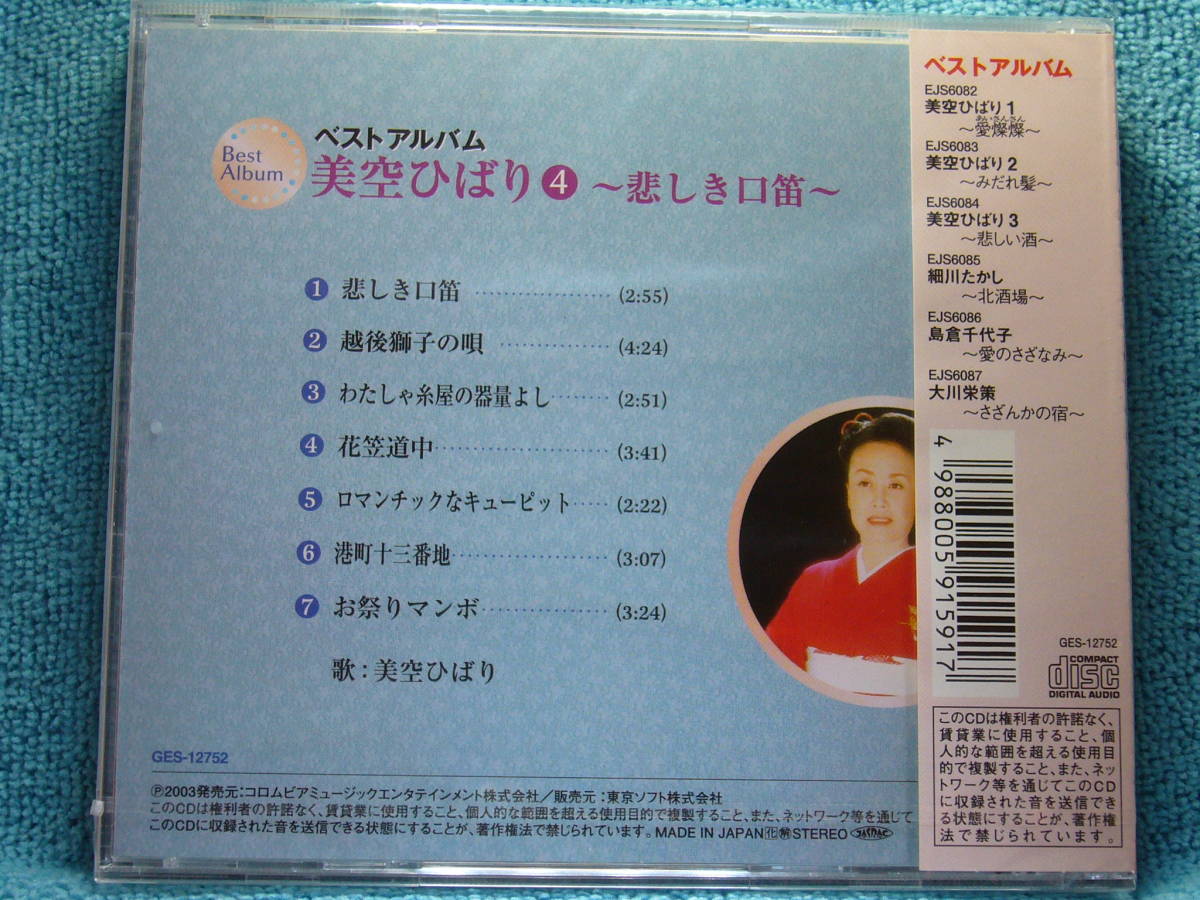 Best
Album
ベストアルバム
美空ひばり❹ ～悲しき口笛～
❶ 悲しき口笛 ………………… (2:55)
❷ 越後獅子の唄 ……………… (4:24)
❸ わたしゃ糸屋の器量よし……… (2:51)
❹ 花笠道中……………………… (3:41)
❺ ロマンチックなキューピット…… (2:22)
❻ 港町十三番地………………… (3:07)
❼ お祭りマンボ………………… (3:24)
歌：美空ひばり
GES-12752
Ⓟ2003発売元：コロムビアミュージックエンタテインメント株式会社／販売元：東京ソフト株式会社
このCDは権利者の許諾なく、賃貸業に使用すること、個人的な範囲を超える使用目的で複製すること、また、ネットワーク等を通じて
このCDに収録された音を送信できる状態にすることが、著作権法で禁じられています。MADE IN JAPAN STEREO JASRAC
ベストアルバム
EJS6082
美空ひばり1
あいさんさん
～愛燦燦～
EJS6083
美空ひばり2
～みだれ髪～
EJS6084
美空ひばり3
～悲しい酒～
EJS6085
細川たかし
～北酒場～
EJS6086
島倉千代子
～愛のさざなみ～
EJS6087
大川栄策
～さざんかの宿～
4 988005 915917
GES-12752
COMPACT
disc
DIGITAL AUDIO
このCDは権利者の許諾なく、
賃貸業に使用すること、個
人的な範囲を超える使用目
的で複製すること、また、ネッ
トワーク等を通じてこのCD
に収録された音を送信でき
る状態にすることが、著作権
法で禁じられています。